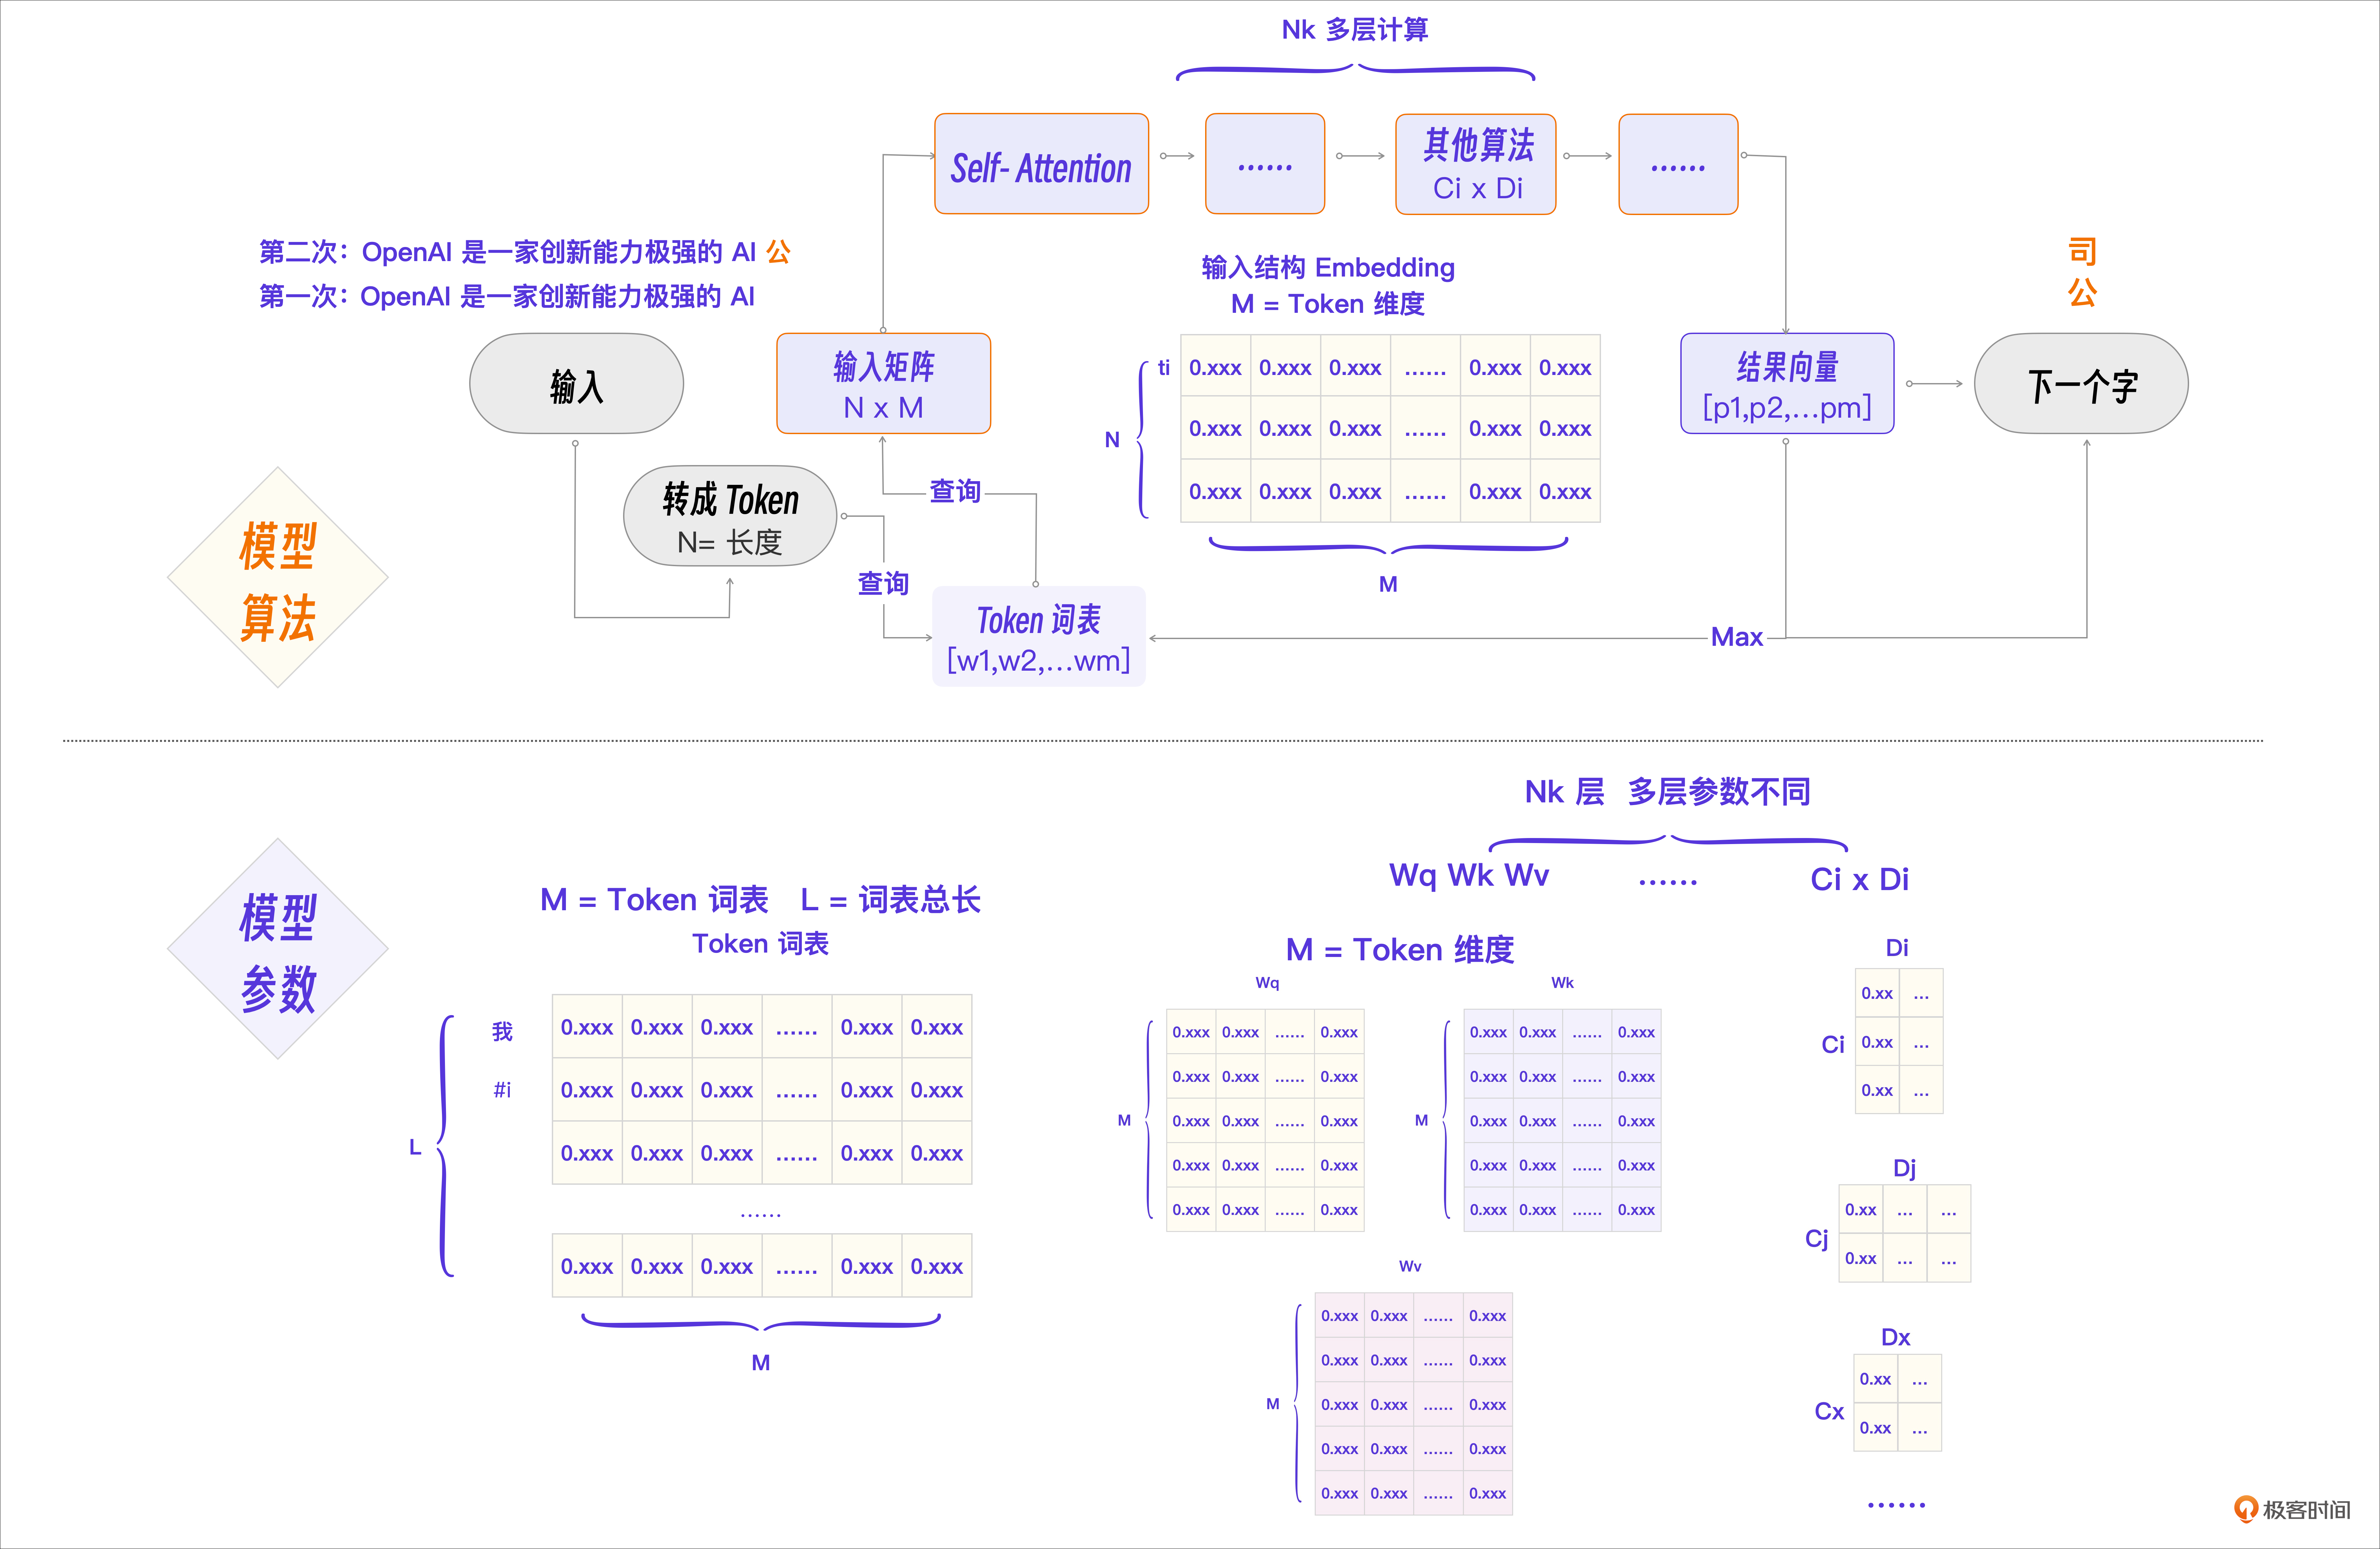 Nk 多层计算
Self- Attention
……
其他算法
Ci x Di
……
第二次：OpenAI 是一家创新能力极强的 AI 公
第一次：OpenAI 是一家创新能力极强的 AI
输入结构 Embedding
M = Token 维度
司
公
输入
输入矩阵
N x M
ti
0.xxx 0.xxx 0.xxx …… 0.xxx 0.xxx
N
0.xxx 0.xxx 0.xxx …… 0.xxx 0.xxx
0.xxx 0.xxx 0.xxx …… 0.xxx 0.xxx
M
结果向量
[p1,p2,...pm]
下一个字
转成 Token
N= 长度
查询
查询
Token 词表
[w1,w2,...wm]
Max
模型
算法
模型
参数
M = Token 词表 L = 词表总长
Token 词表
我
0.xxx 0.xxx 0.xxx …… 0.xxx 0.xxx
#i
0.xxx 0.xxx 0.xxx …… 0.xxx 0.xxx
L
0.xxx 0.xxx 0.xxx …… 0.xxx 0.xxx
……
0.xxx 0.xxx 0.xxx …… 0.xxx 0.xxx
M
Nk 层 多层参数不同
Wq Wk Wv …… Ci x Di
M = Token 维度
Wq
0.xxx 0.xxx …… 0.xxx
0.xxx 0.xxx …… 0.xxx
M
0.xxx 0.xxx …… 0.xxx
0.xxx 0.xxx …… 0.xxx
0.xxx 0.xxx …… 0.xxx
Wk
0.xxx 0.xxx …… 0.xxx
0.xxx 0.xxx …… 0.xxx
M
0.xxx 0.xxx …… 0.xxx
0.xxx 0.xxx …… 0.xxx
0.xxx 0.xxx …… 0.xxx
Wv
0.xxx 0.xxx …… 0.xxx
0.xxx 0.xxx …… 0.xxx
M
0.xxx 0.xxx …… 0.xxx
0.xxx 0.xxx …… 0.xxx
0.xxx 0.xxx …… 0.xxx
Di
0.xx ...
Ci
0.xx ...
0.xx ...
Dj
0.xx ... ...
Cj
0.xx ... ...
Dx
0.xx ...
Cx
0.xx ...
……
极客时间